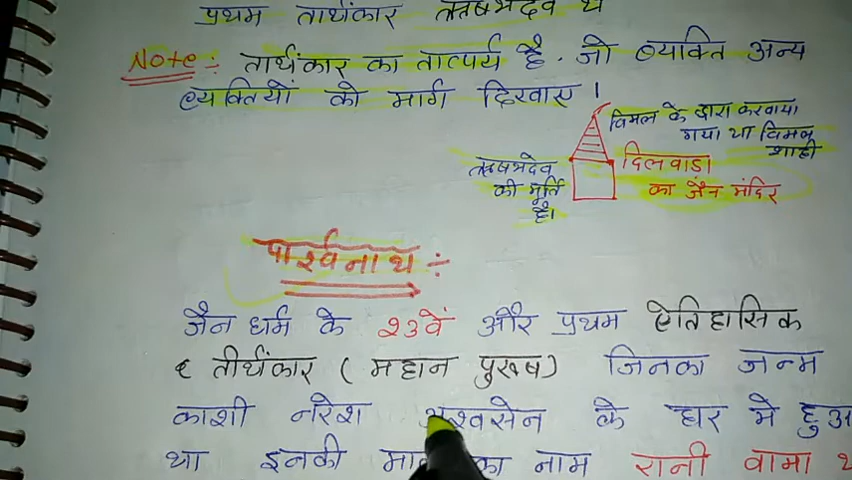 प्रथम तीर्थंकार ऋषभदेव थे
Note:- तीर्थंकार का तात्पर्य है. जो व्यक्ति अन्य
व्यक्तियों को मार्ग दिखाए।
विमल के द्वारा करवाया
गया था विमल
शाही
ऋषभदेव
की मूर्ति
है।
दिलवाडा
का जैन मंदिर
पार्श्वनाथ ÷
जैन धर्म के २३वें और प्रथम ऐतिहासिक
तीर्थंकार ( महान पुरूष) जिनका जन्म
काशी नरेश अश्वसेन के घर मे हुआ
था इनकी का नाम रानी वामा